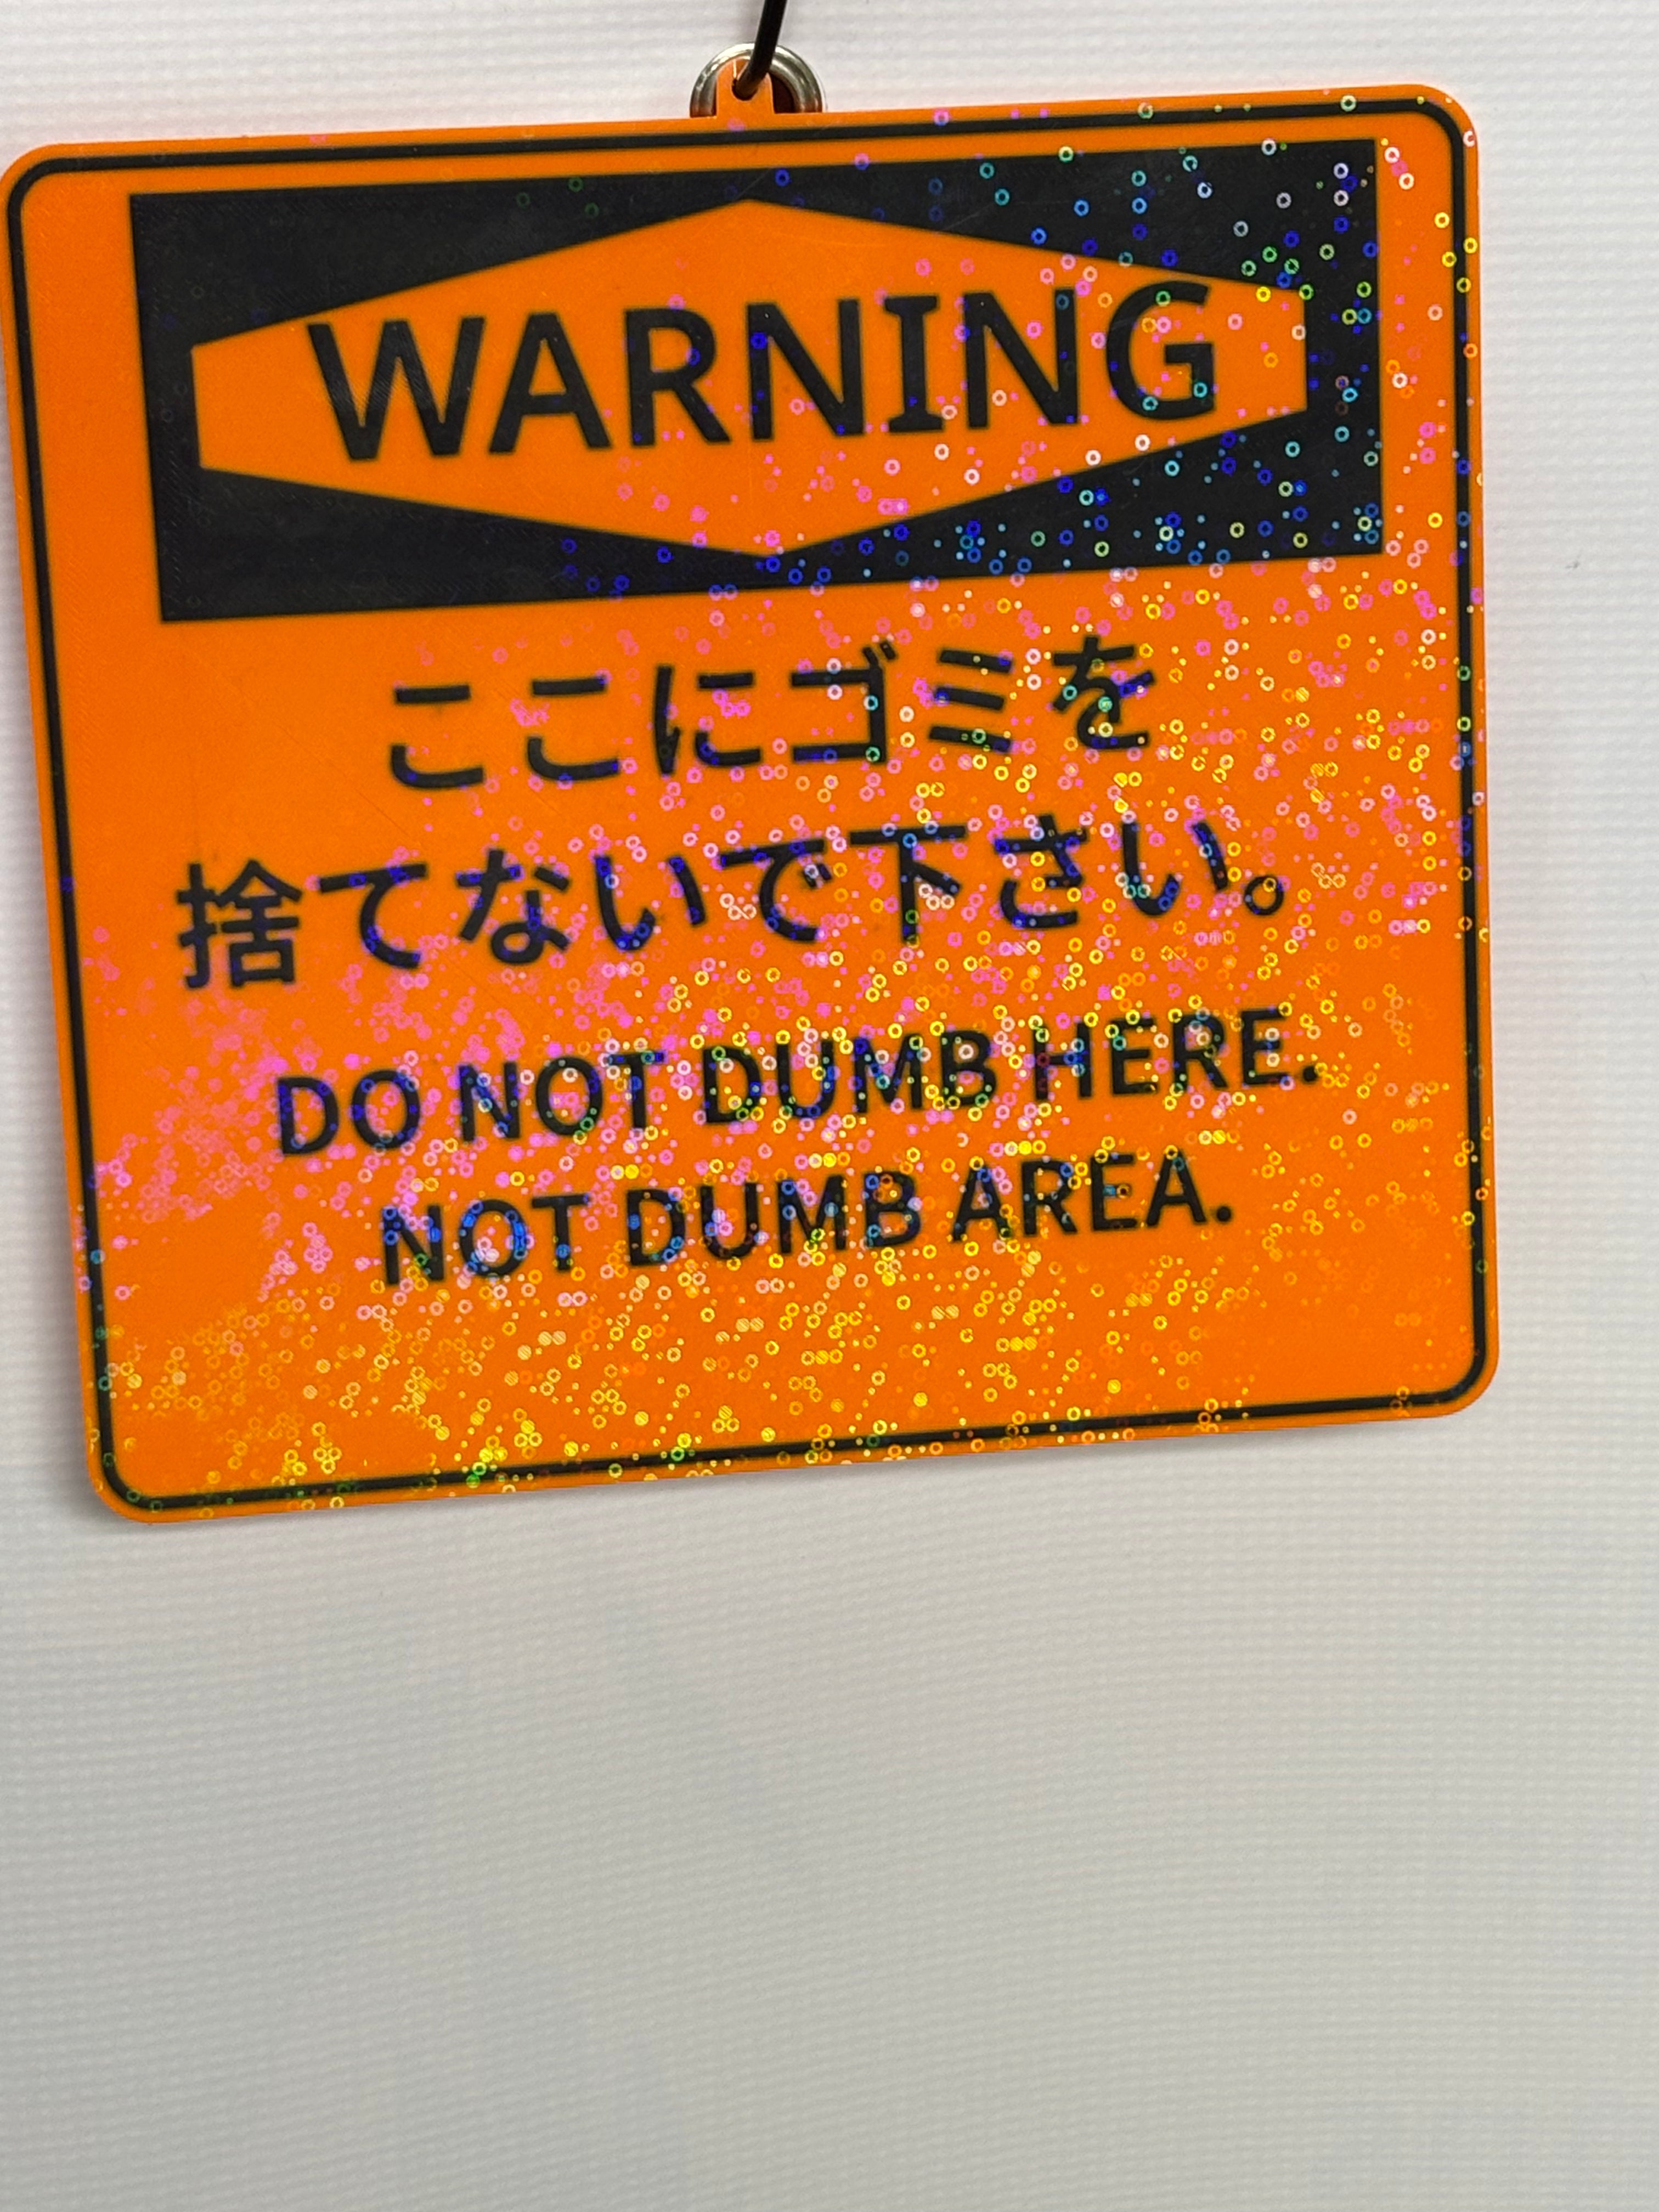 WARNING
ここにゴミを
捨てないで下さい。
DO NOT DUMB HERE.
NOT DUMB AREA.